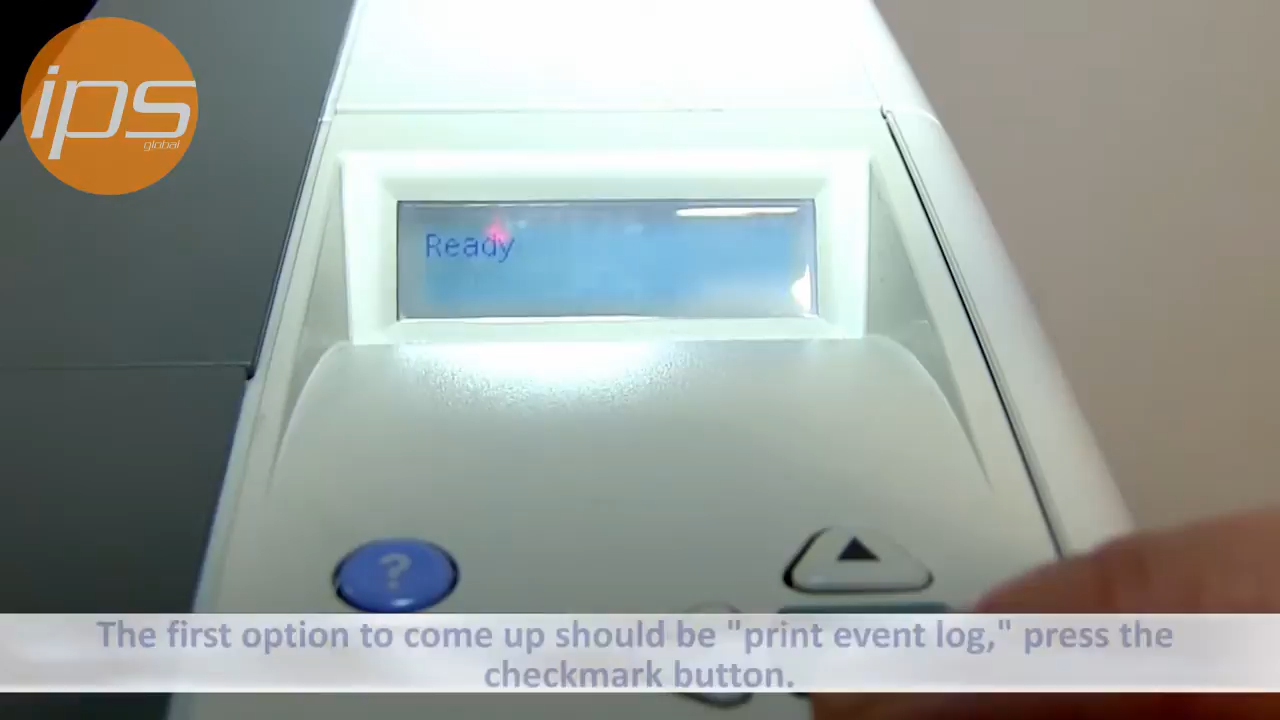 ips
global
Ready
?
The first option to come up should be "print event log," press the
checkmark button.